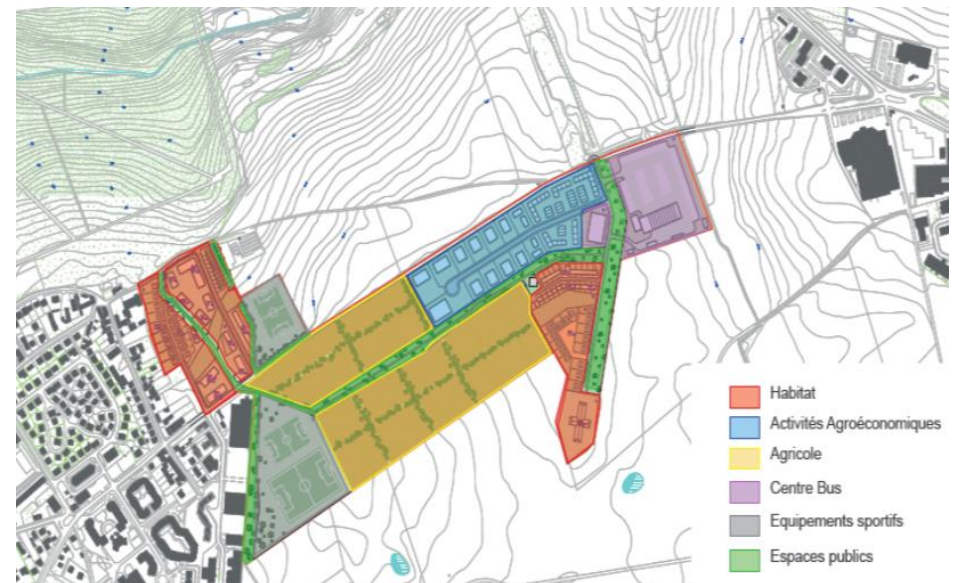 Habitat
Activités Agroéconomiques
Agricole
Centre Bus
Equipements sportifs
Espaces publics